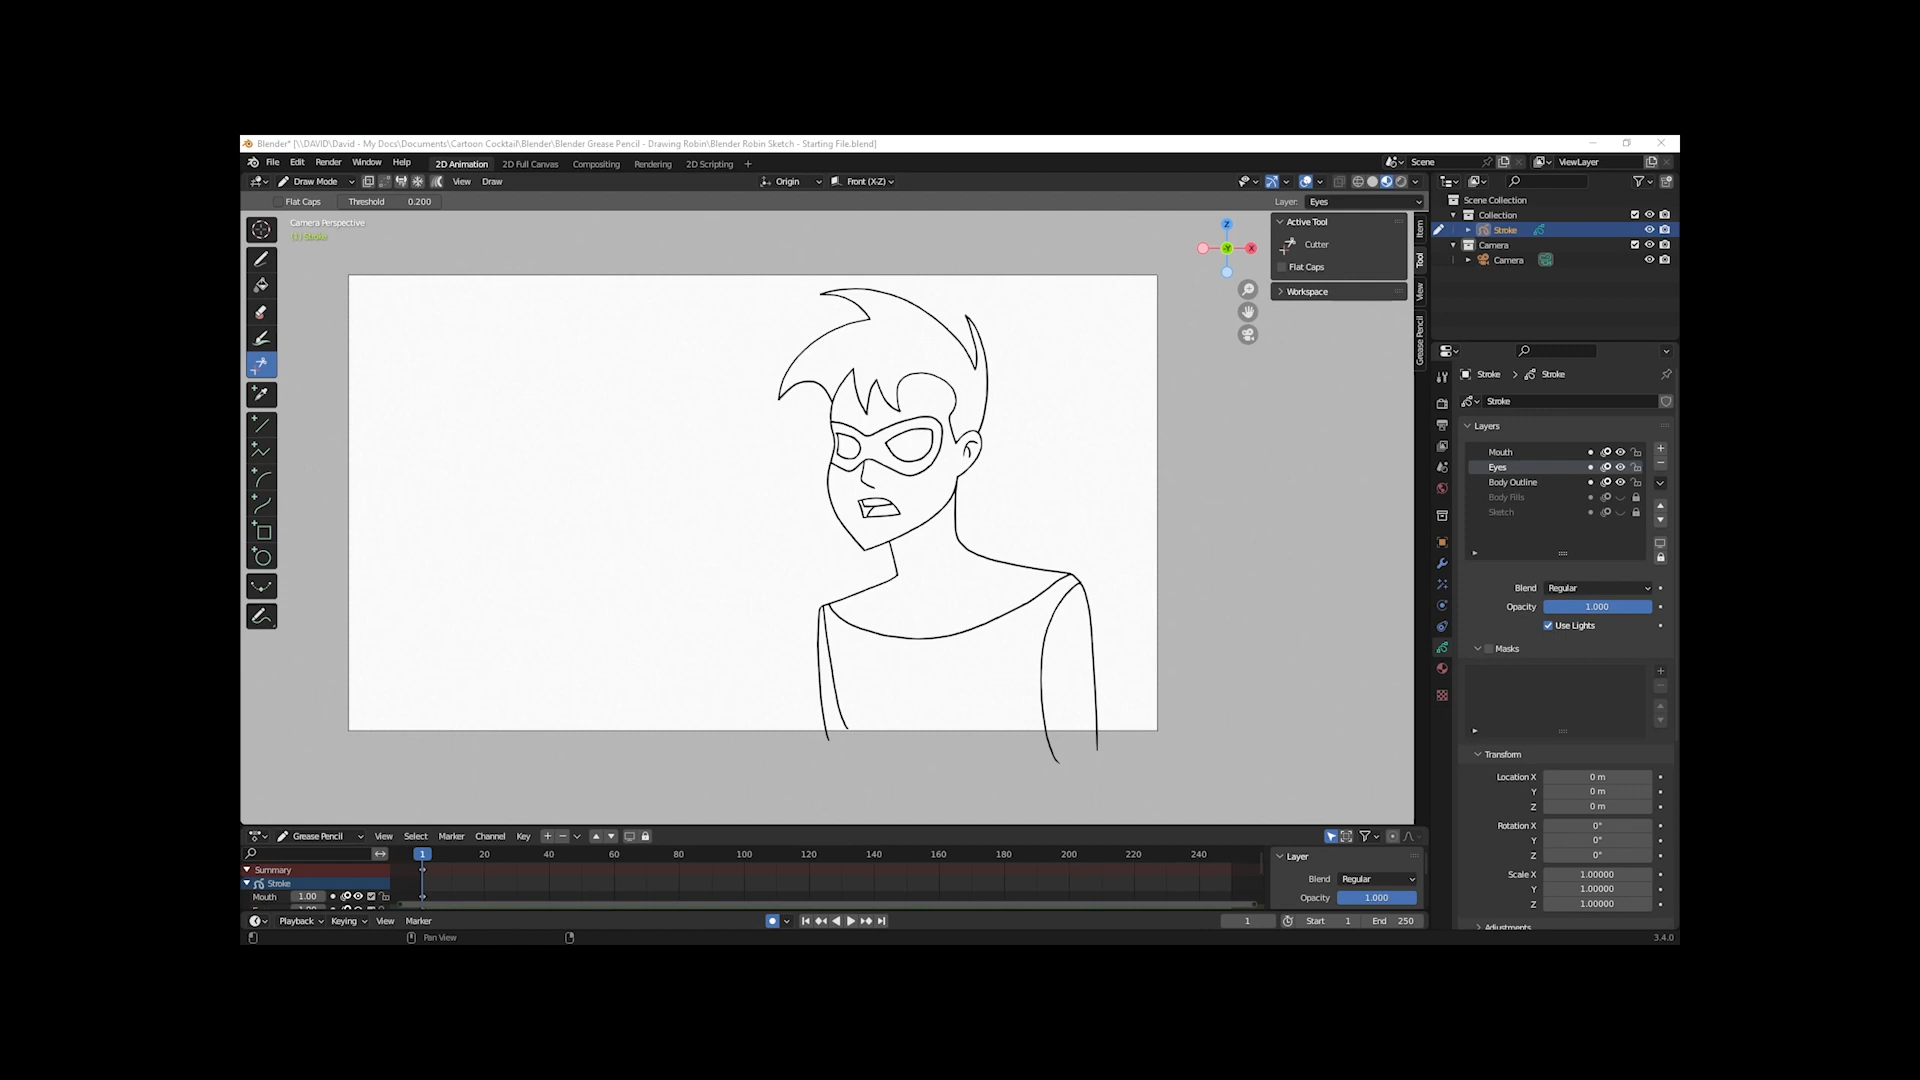 Blender* [\\DAVID\David - My Docs\Documents\Cartoon Cocktail\Blender\Blender Grease Pencil - Drawing Robin\Blender Robin Sketch - Starting File.blend]
File Edit Render Window Help 2D Animation 2D Full Canvas Compositing Rendering 2D Scripting + Scene ViewLayer
Draw Mode View Draw Origin Front (X-Z)
Flat Caps Threshold 0.200 Layer: Eyes
Camera Perspective
(1) Stroke
Z
X
Y
Active Tool
Cutter
Flat Caps
Workspace
Item
Tool
View
Grease Pencil
Scene Collection
Collection
Stroke
Camera
Camera
Stroke > Stroke
Stroke
Layers
Mouth
Eyes
Body Outline
Body Fills
Sketch
Blend Regular
Opacity 1.000
Use Lights
Masks
Transform
Location X 0 m
Y 0 m
Z 0 m
Rotation X 0°
Y 0°
Z 0°
Scale X 1.00000
Y 1.00000
Z 1.00000
Adjustments
Grease Pencil View Select Marker Channel Key
1 20 40 60 80 100 120 140 160 180 200 220 240
Summary
Stroke
Mouth 1.00
Layer
Blend Regular
Opacity 1.000
Playback Keying View Marker 1 Start 1 End 250
Pan View 3.4.0